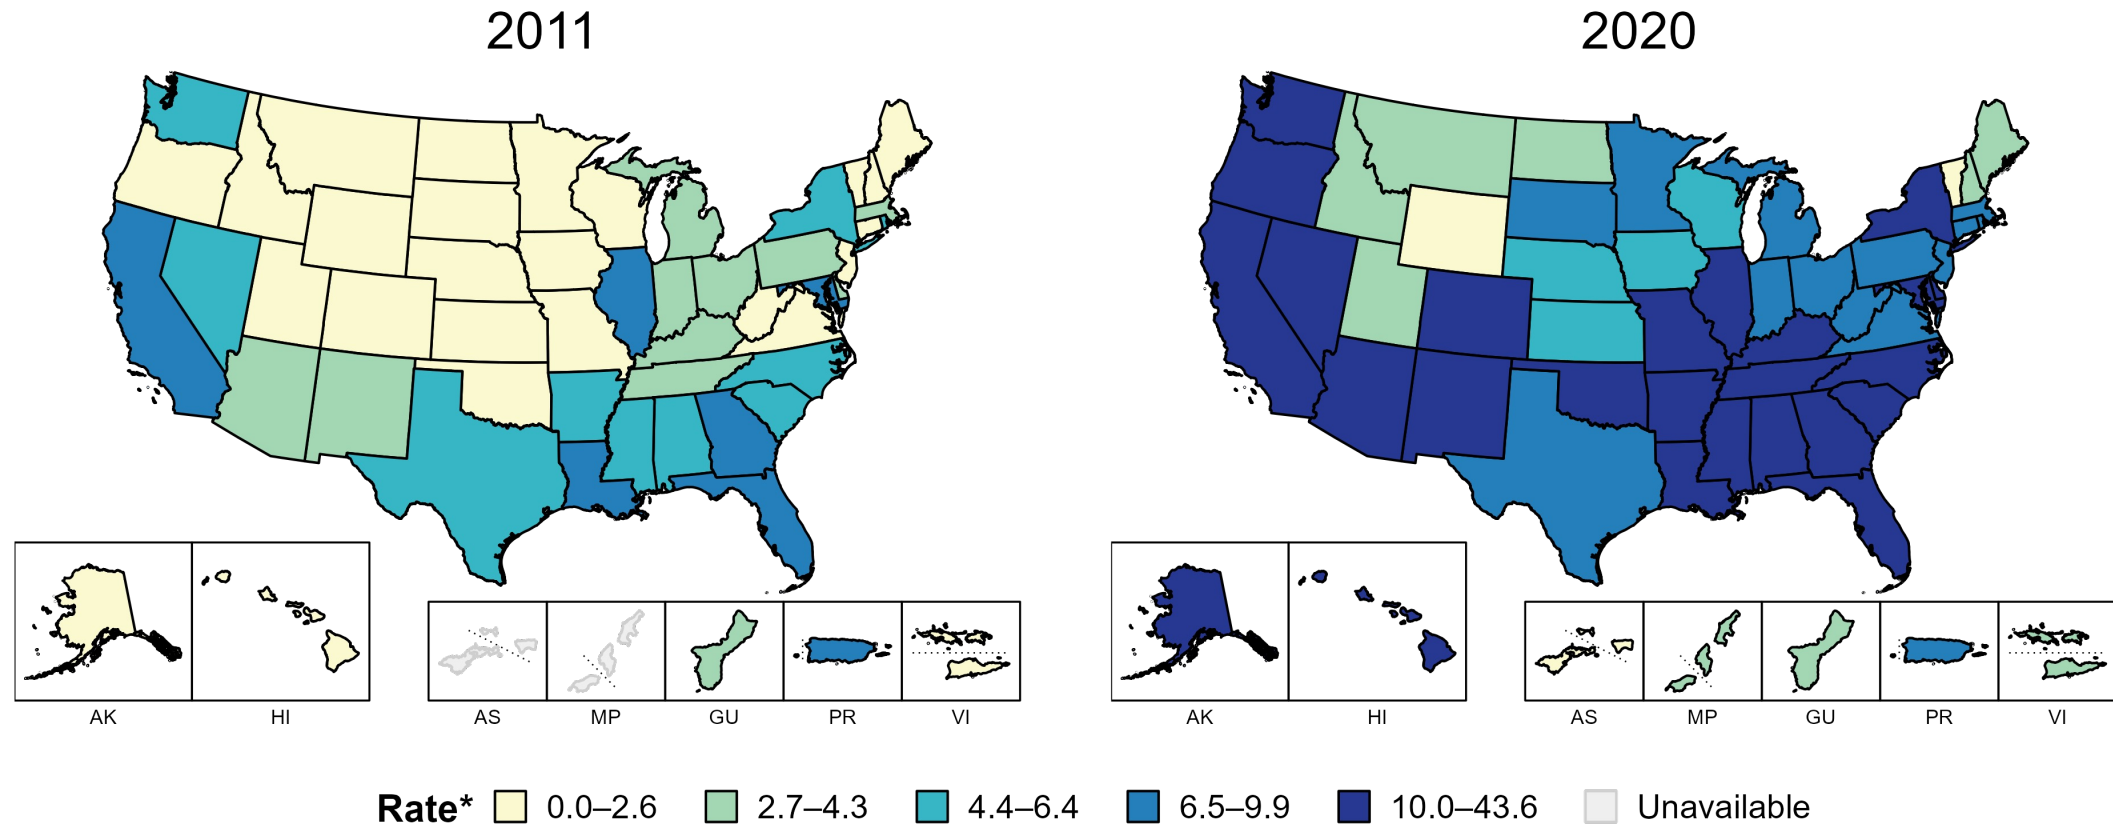 2011 2020
AK HI AS MP GU PR VI AK HI AS MP GU PR VI
Rate* 0.0–2.6 2.7–4.3 4.4–6.4 6.5–9.9 10.0–43.6 Unavailable